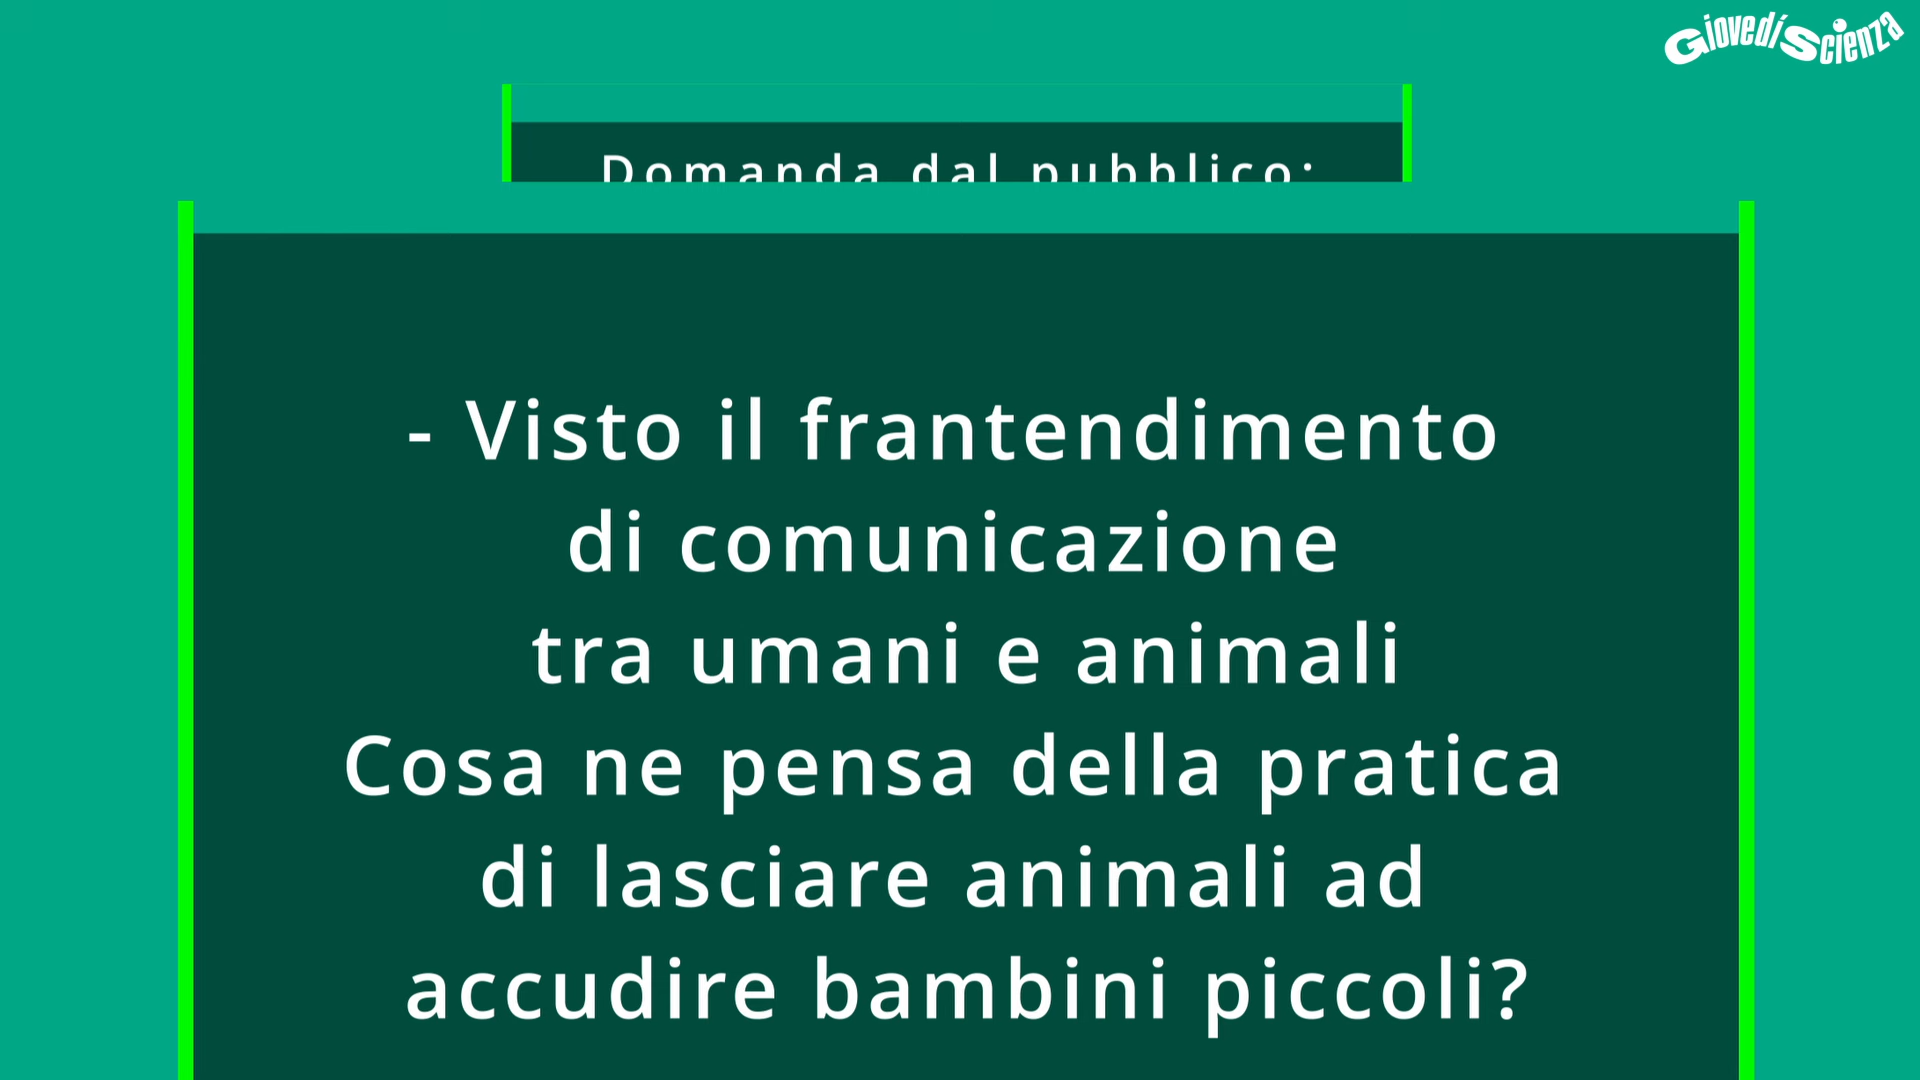 GiovedìScienza
Domanda dal pubblico:
- Visto il frantendimento
di comunicazione
tra umani e animali
Cosa ne pensa della pratica
di lasciare animali ad
accudire bambini piccoli?